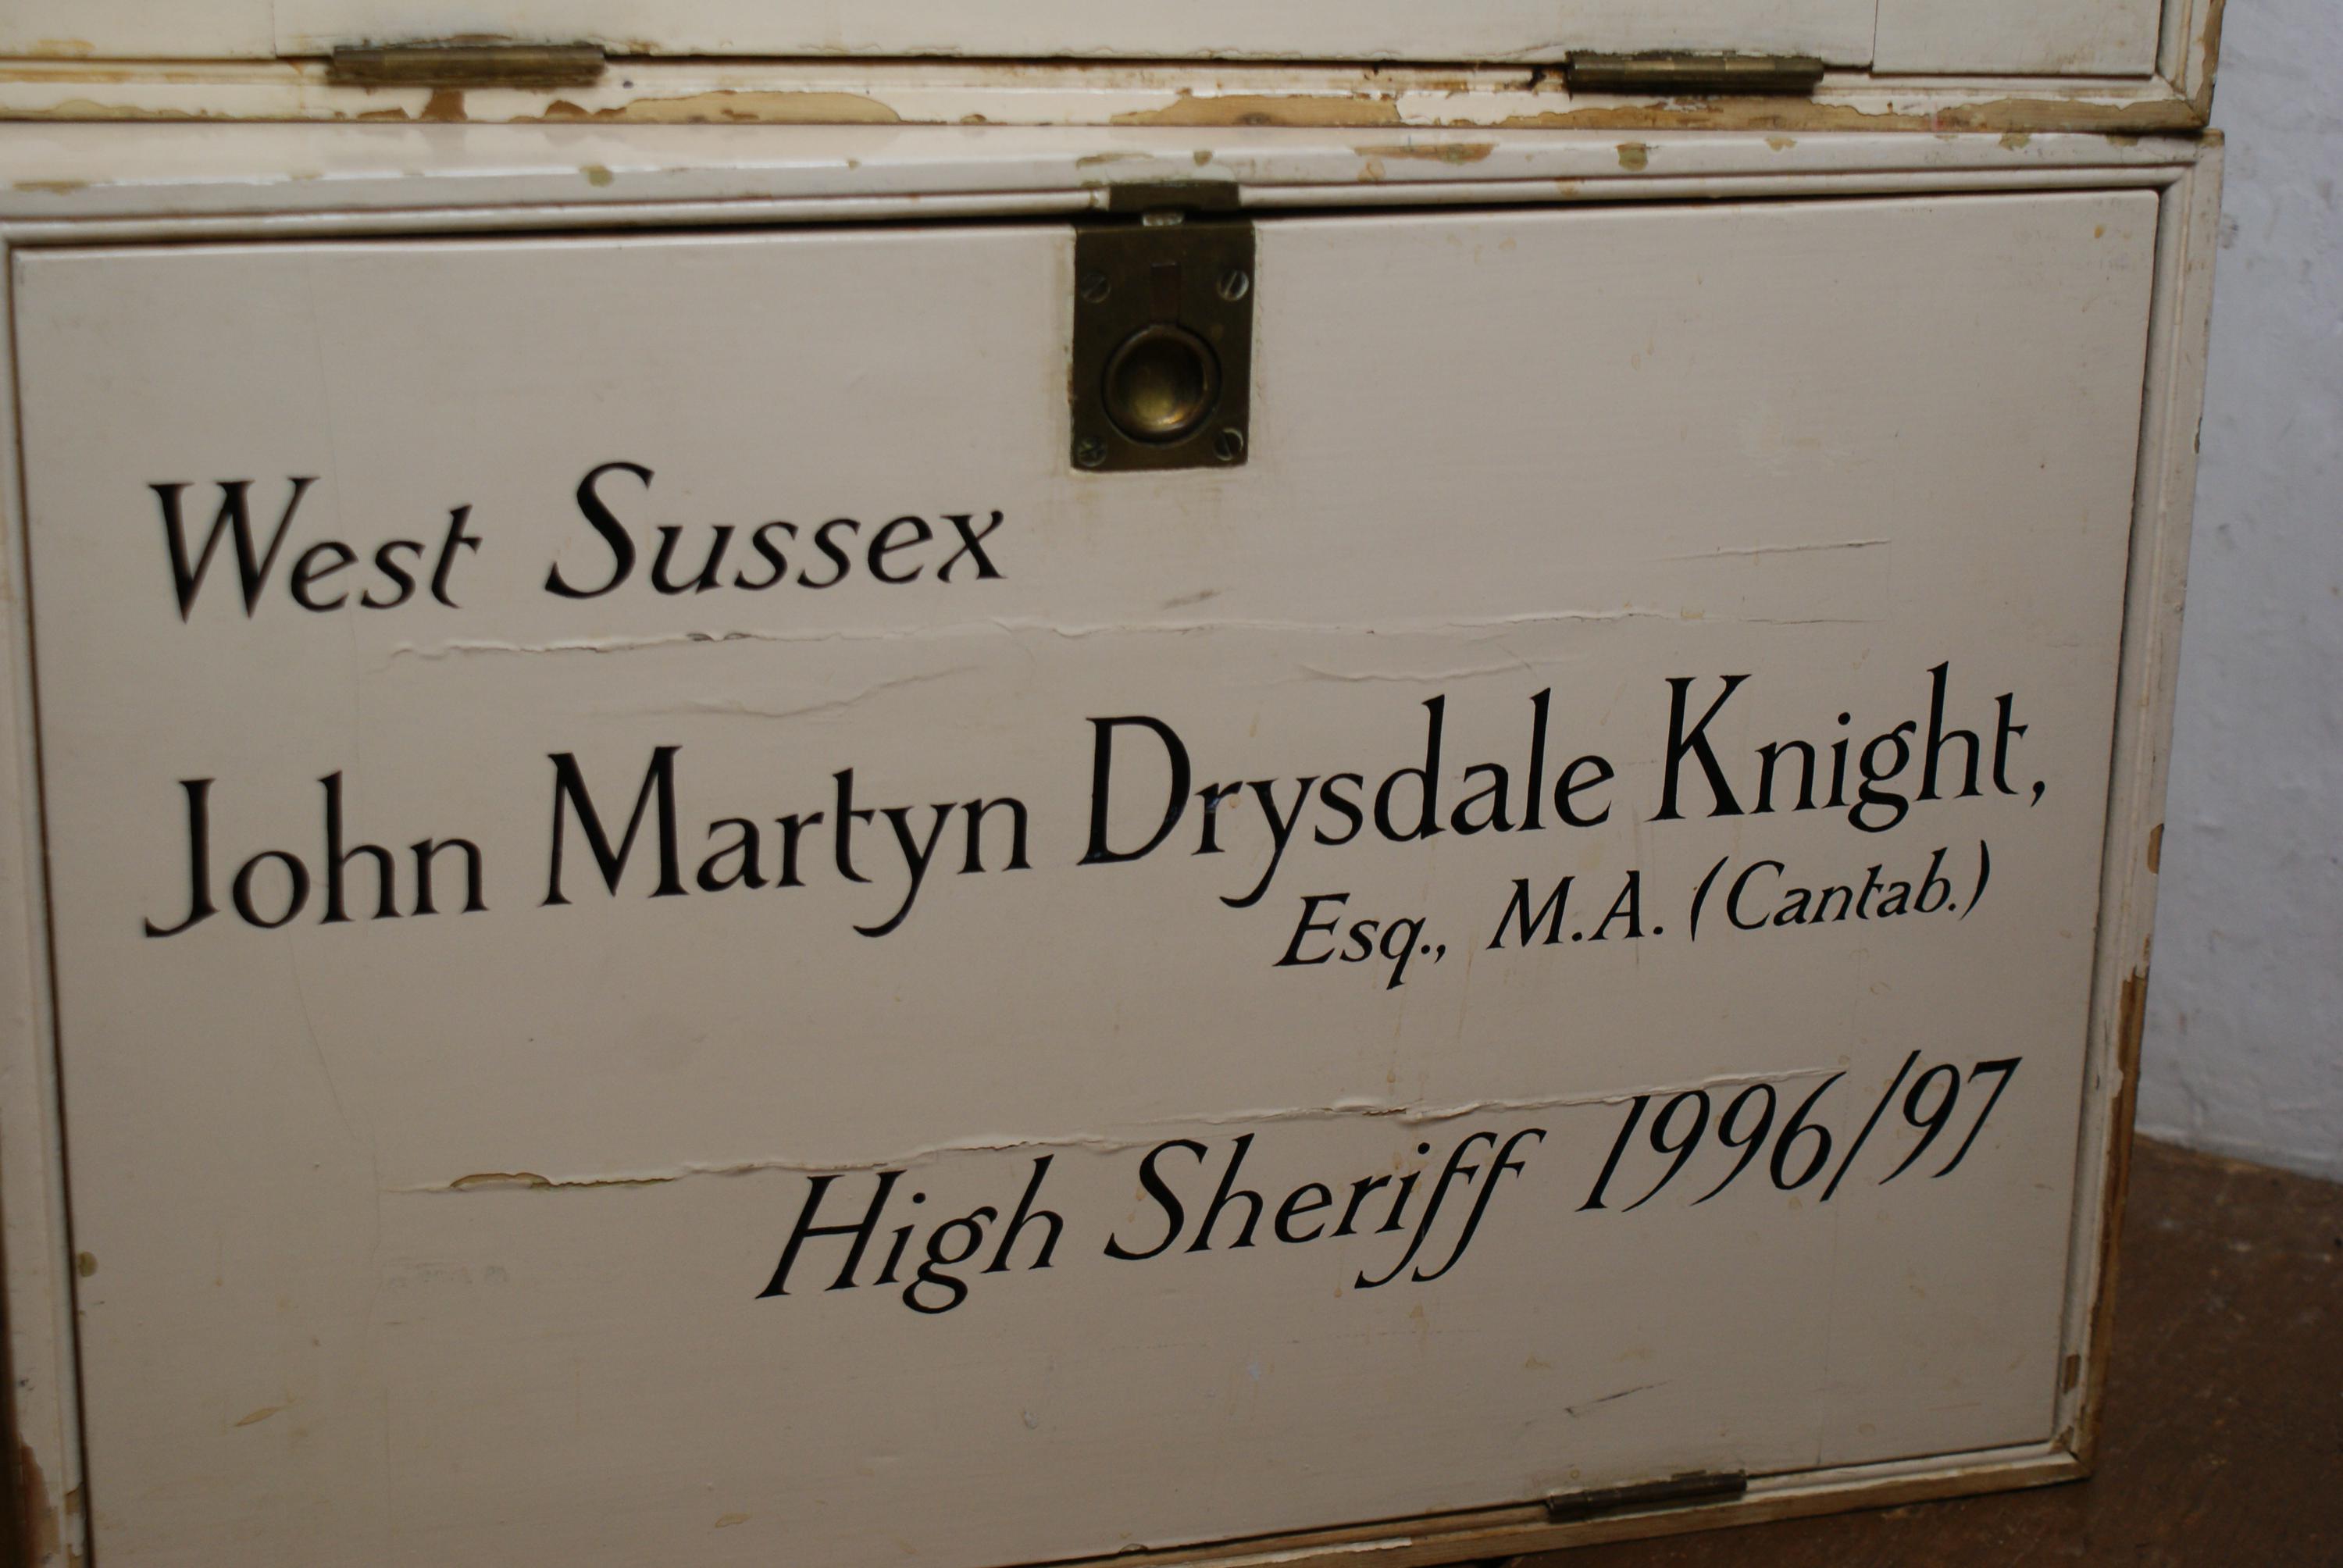 West Sussex
John Martyn Drysdale Knight,
Esq., M.A. (Cantab.)
High Sheriff 1996/97